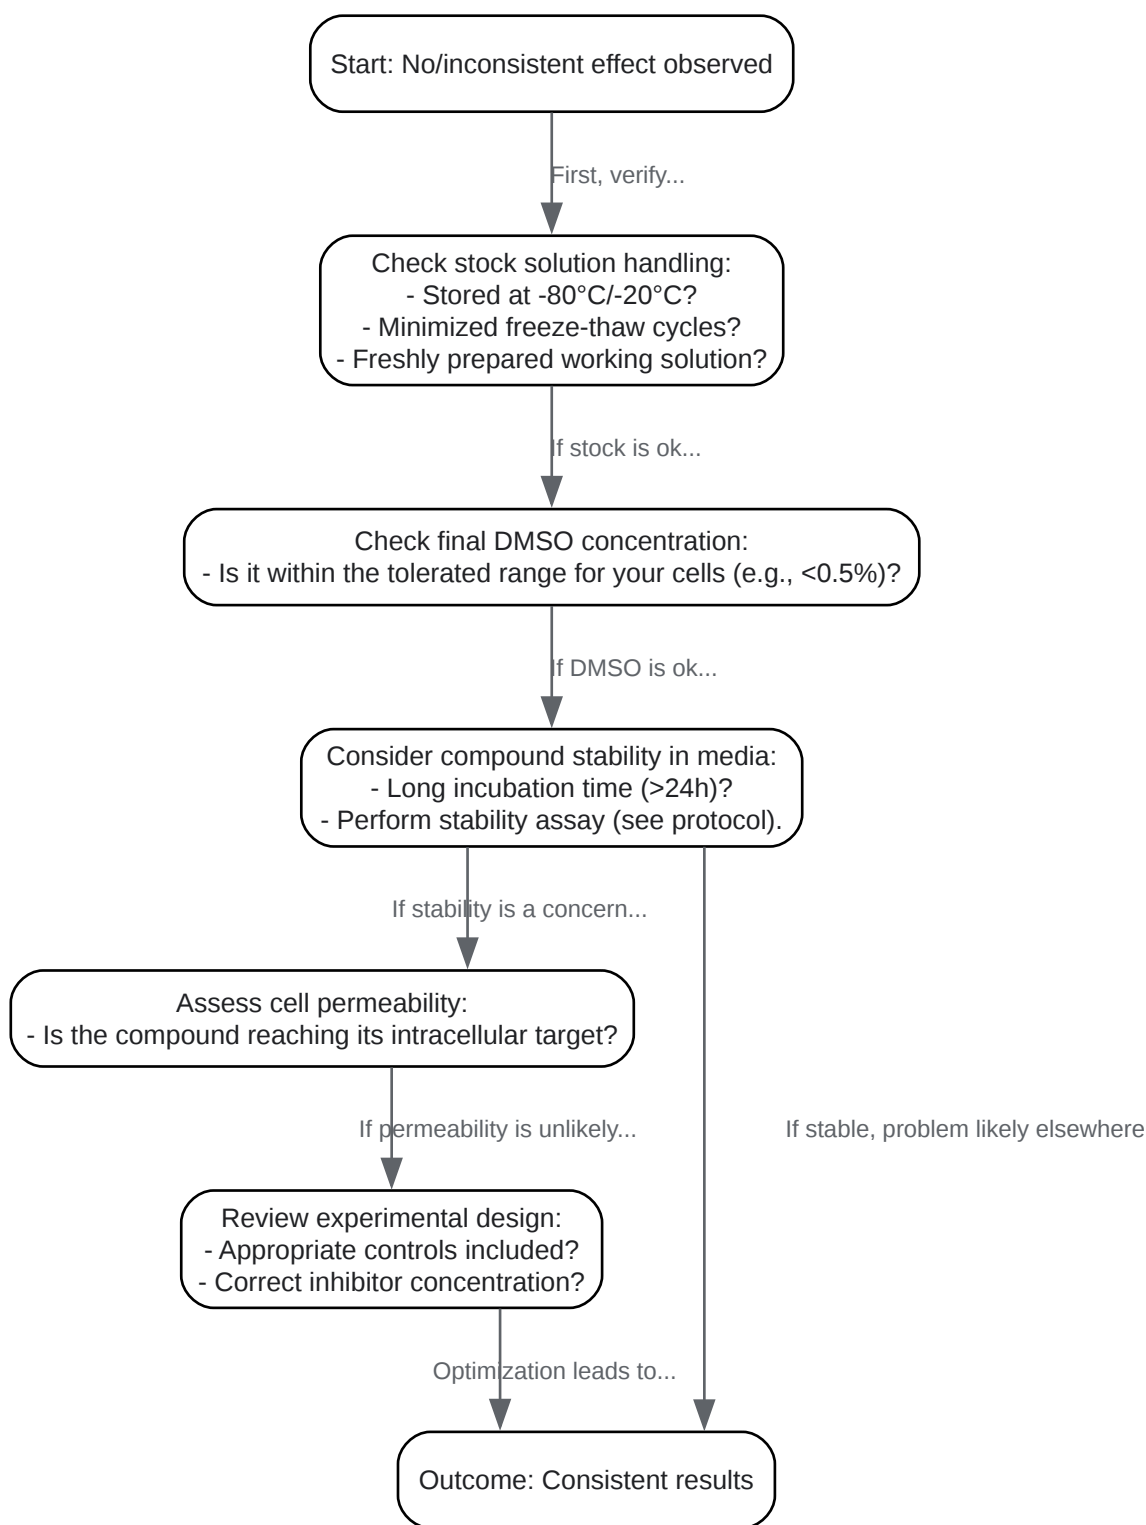 Start: No/inconsistent effect observed
First, verify...
Check stock solution handling:
- Stored at -80°C/-20°C?
- Minimized freeze-thaw cycles?
- Freshly prepared working solution?
If stock is ok...
Check final DMSO concentration:
- Is it within the tolerated range for your cells (e.g., <0.5%)?
If DMSO is ok...
Consider compound stability in media:
- Long incubation time (>24h)?
- Perform stability assay (see protocol).
If stability is a concern...
Assess cell permeability:
- Is the compound reaching its intracellular target?
If permeability is unlikely...
If stable, problem likely elsewhere
Review experimental design:
- Appropriate controls included?
- Correct inhibitor concentration?
Optimization leads to...
Outcome: Consistent results